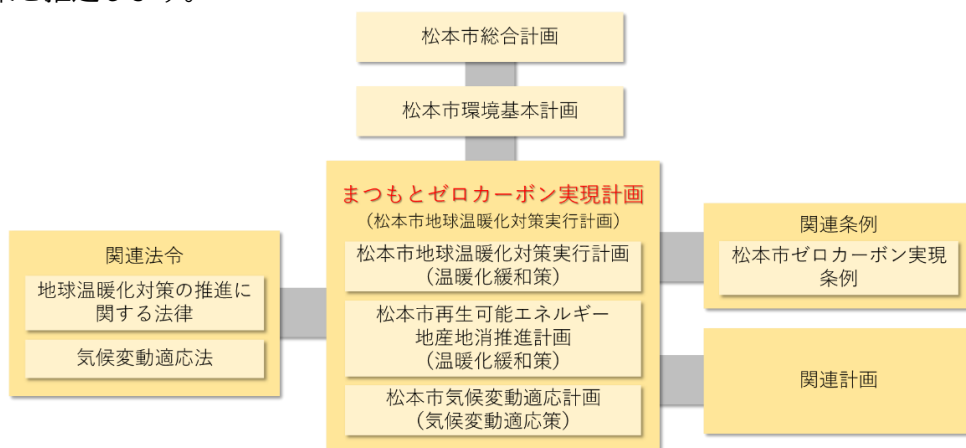 松本市総合計画
松本市環境基本計画
まつもとゼロカーボン実現計画
（松本市地球温暖化対策実行計画）
松本市地球温暖化対策実行計画
（温暖化緩和策）
松本市再生可能エネルギー
地産地消推進計画
（温暖化緩和策）
松本市気候変動適応計画
（気候変動適応策）
関連法令
地球温暖化対策の推進に
関する法律
気候変動適応法
関連条例
松本市ゼロカーボン実現
条例
関連計画